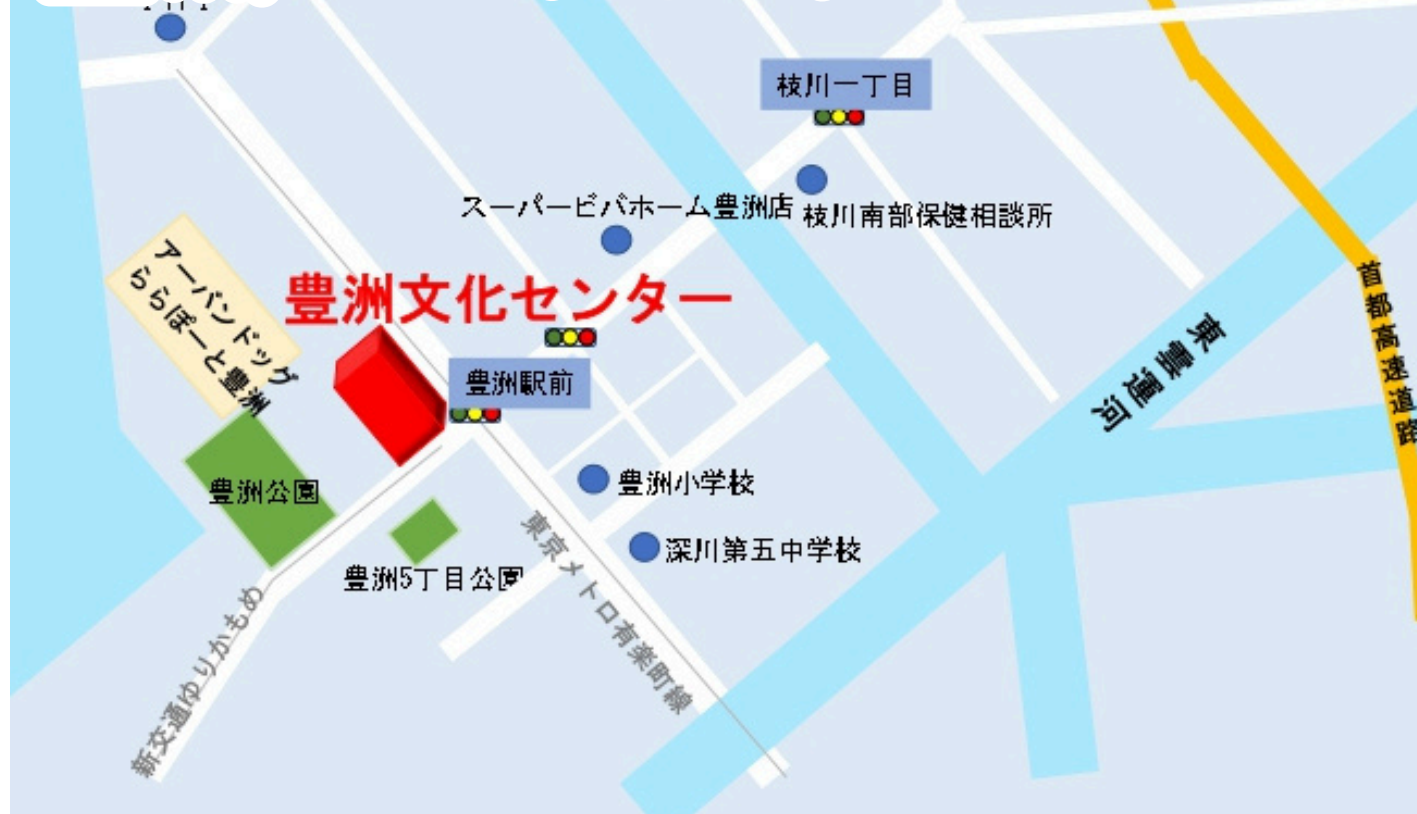 枝川一丁目
スーパービバホーム豊洲店
枝川南部保健相談所
アーバンドッグ
ららぽーと豊洲
豊洲文化センター
首都高速道路
東雲運河
豊洲駅前
豊洲公園
豊洲小学校
深川第五中学校
豊洲5丁目公園
東京メトロ有楽町線
新交通ゆりかもめ